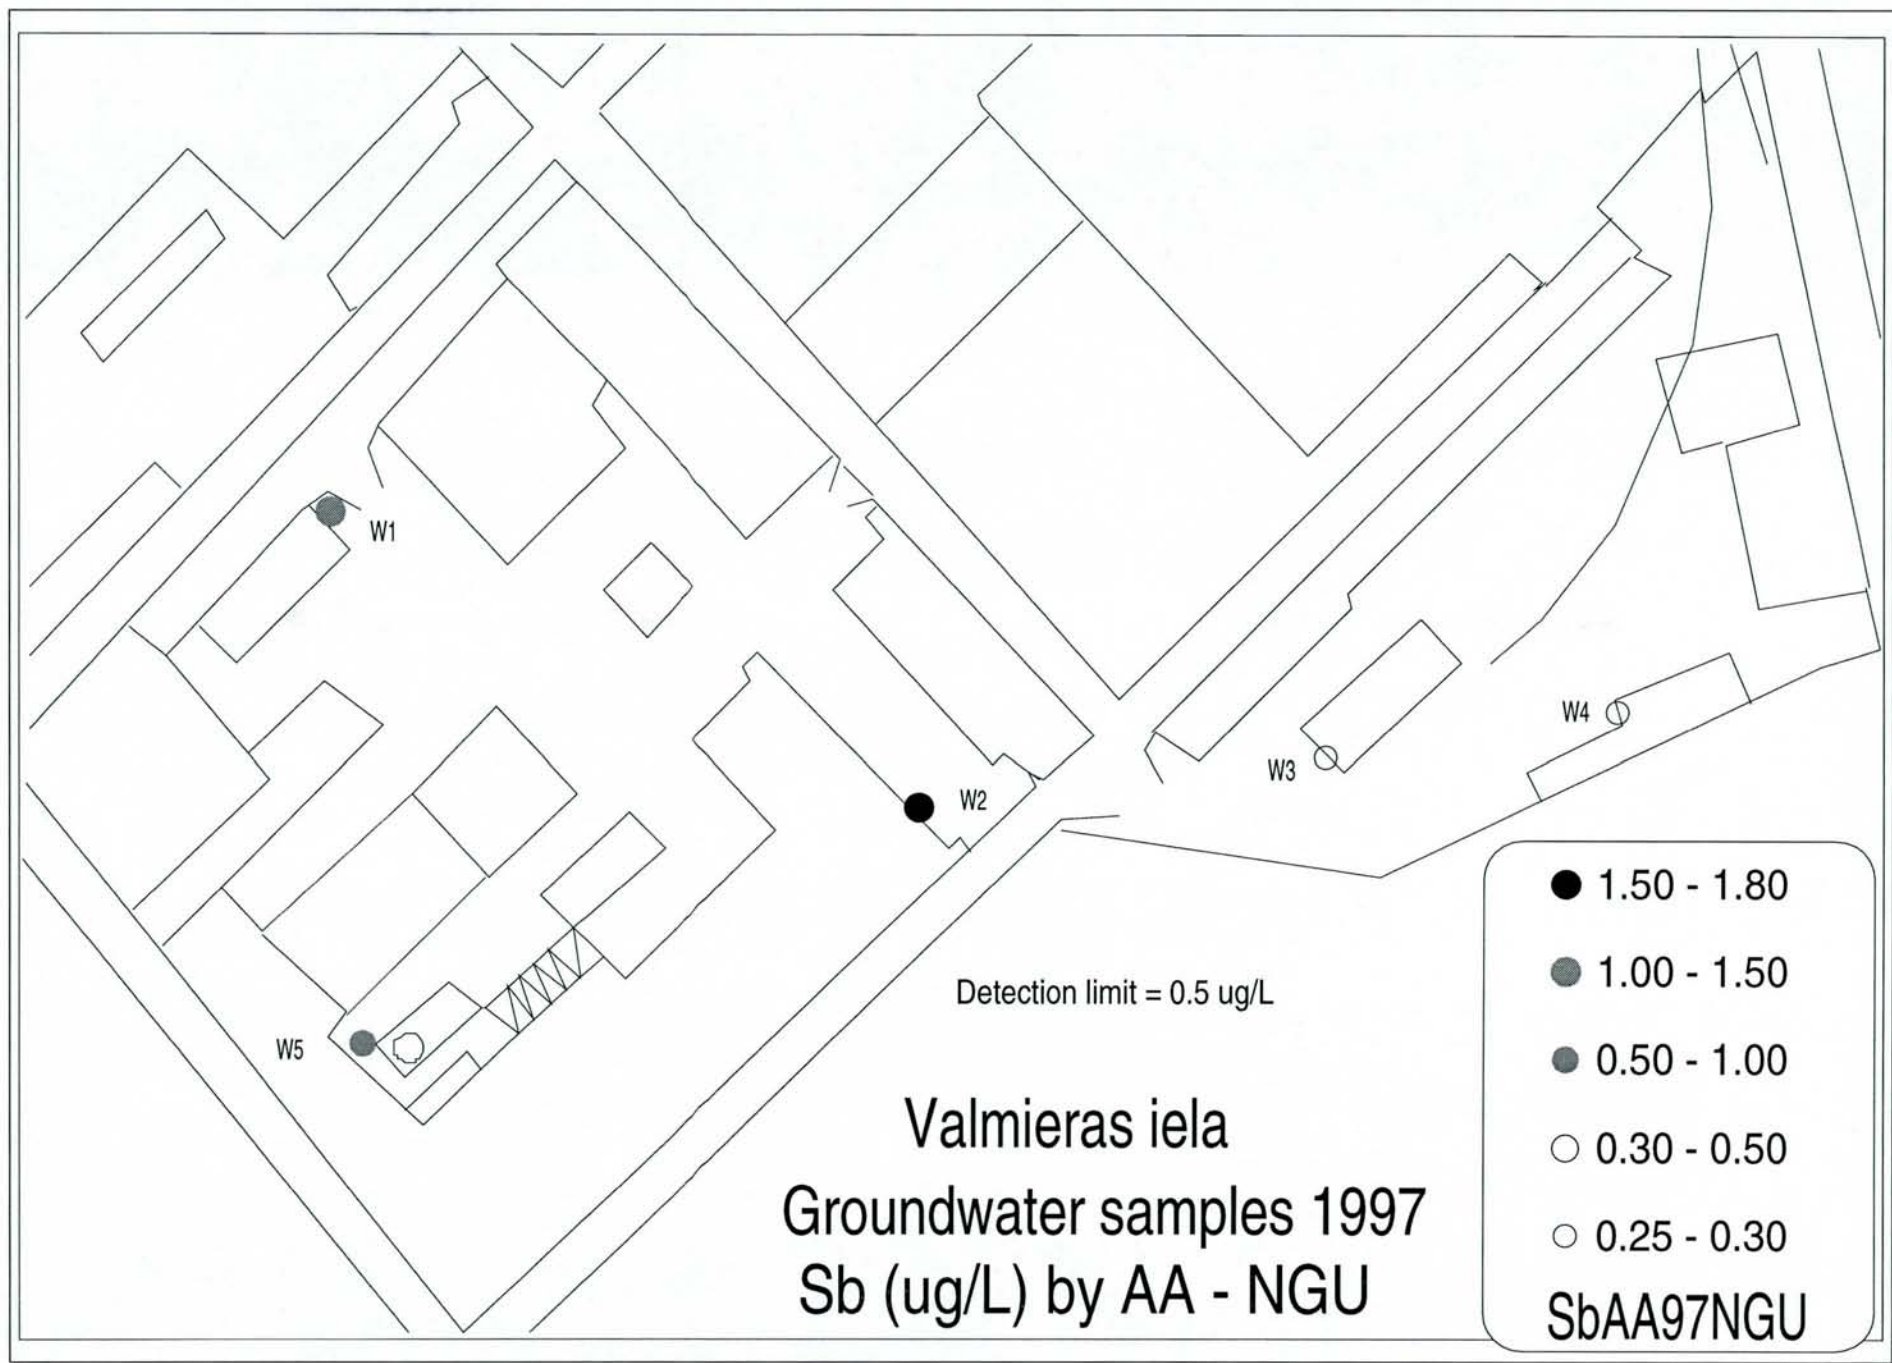 W1
W4
W3
W2
1.50 - 1.80
1.00 - 1.50
Detection limit = 0.5 ug/L
W5
0.50 - 1.00
Valmieras iela
0.30 - 0.50
Groundwater samples 1997
0.25 - 0.30
Sb (ug/L) by AA - NGU
SbAA97NGU